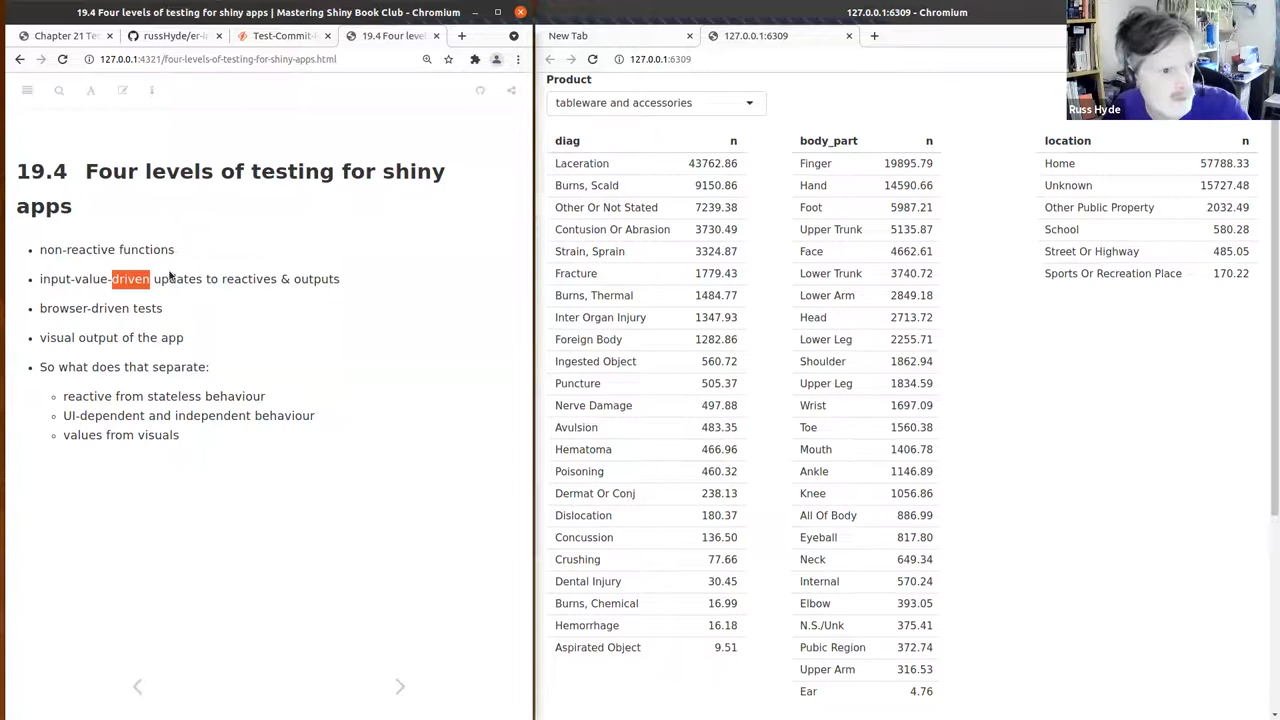 19.4 Four levels of testing for shiny apps | Mastering Shiny Book Club - Chromium
Chapter 21 Te
russHyde/er-i
Test-Commit-
19.4 Four leve
127.0.0.1:4321/four-levels-of-testing-for-shiny-apps.html
19.4 Four levels of testing for shiny
apps
• non-reactive functions
• input-value-driven updates to reactives & outputs
• browser-driven tests
• visual output of the app
• So what does that separate:
◦ reactive from stateless behaviour
◦ UI-dependent and independent behaviour
◦ values from visuals
127.0.0.1:6309 - Chromium
New Tab
127.0.0.1:6309
127.0.0.1:6309
Russ Hyde
Product
tableware and accessories
diag n
Laceration 43762.86
Burns, Scald 9150.86
Other Or Not Stated 7239.38
Contusion Or Abrasion 3730.49
Strain, Sprain 3324.87
Fracture 1779.43
Burns, Thermal 1484.77
Inter Organ Injury 1347.93
Foreign Body 1282.86
Ingested Object 560.72
Puncture 505.37
Nerve Damage 497.88
Avulsion 483.35
Hematoma 466.96
Poisoning 460.32
Dermat Or Conj 238.13
Dislocation 180.37
Concussion 136.50
Crushing 77.66
Dental Injury 30.45
Burns, Chemical 16.99
Hemorrhage 16.18
Aspirated Object 9.51
body_part n
Finger 19895.79
Hand 14590.66
Foot 5987.21
Upper Trunk 5135.87
Face 4662.61
Lower Trunk 3740.72
Lower Arm 2849.18
Head 2713.72
Lower Leg 2255.71
Shoulder 1862.94
Upper Leg 1834.59
Wrist 1697.09
Toe 1560.38
Mouth 1406.78
Ankle 1146.89
Knee 1056.86
All Of Body 886.99
Eyeball 817.80
Neck 649.34
Internal 570.24
Elbow 393.05
N.S./Unk 375.41
Pubic Region 372.74
Upper Arm 316.53
Ear 4.76
location n
Home 57788.33
Unknown 15727.48
Other Public Property 2032.49
School 580.28
Street Or Highway 485.05
Sports Or Recreation Place 170.22